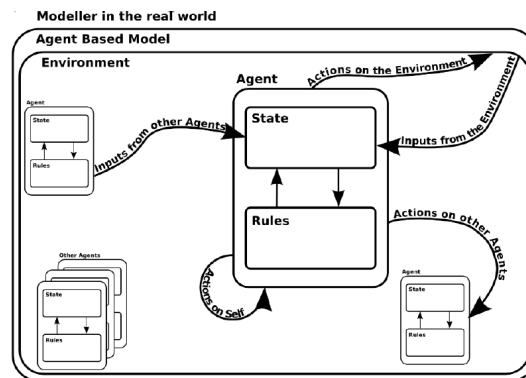 Modeller in the real world
Agent Based Model
Environment
Agent
Actions on the Environment
Inputs from the Environment
State
Rules
Agent
State
Rules
Inputs from other Agents
Actions on other Agents
Actions on Self
Other Agents
State
Rules
Agent
State
Rules